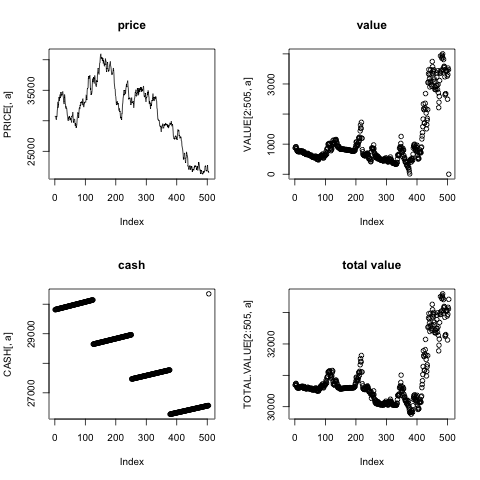 price
PRICE[, a]
25000
35000
0
100
200
300
400
500
Index
value
VALUE[2:505, a]
0
1000
3000
0
100
200
300
400
500
Index
cash
CASH[, a]
27000
29000
0
100
200
300
400
500
Index
total value
TOTAL.VALUE[2:505, a]
30000
32000
0
100
200
300
400
500
Index